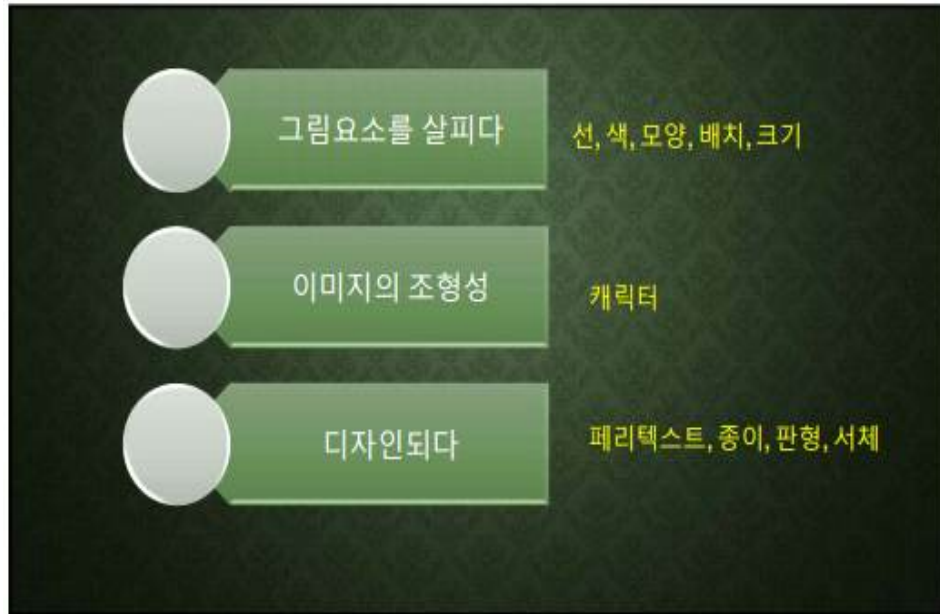 그림요소를 살피다
선, 색, 모양, 배치, 크기
이미지의 조형성
캐릭터
디자인되다
페리텍스트, 종이, 판형, 서체